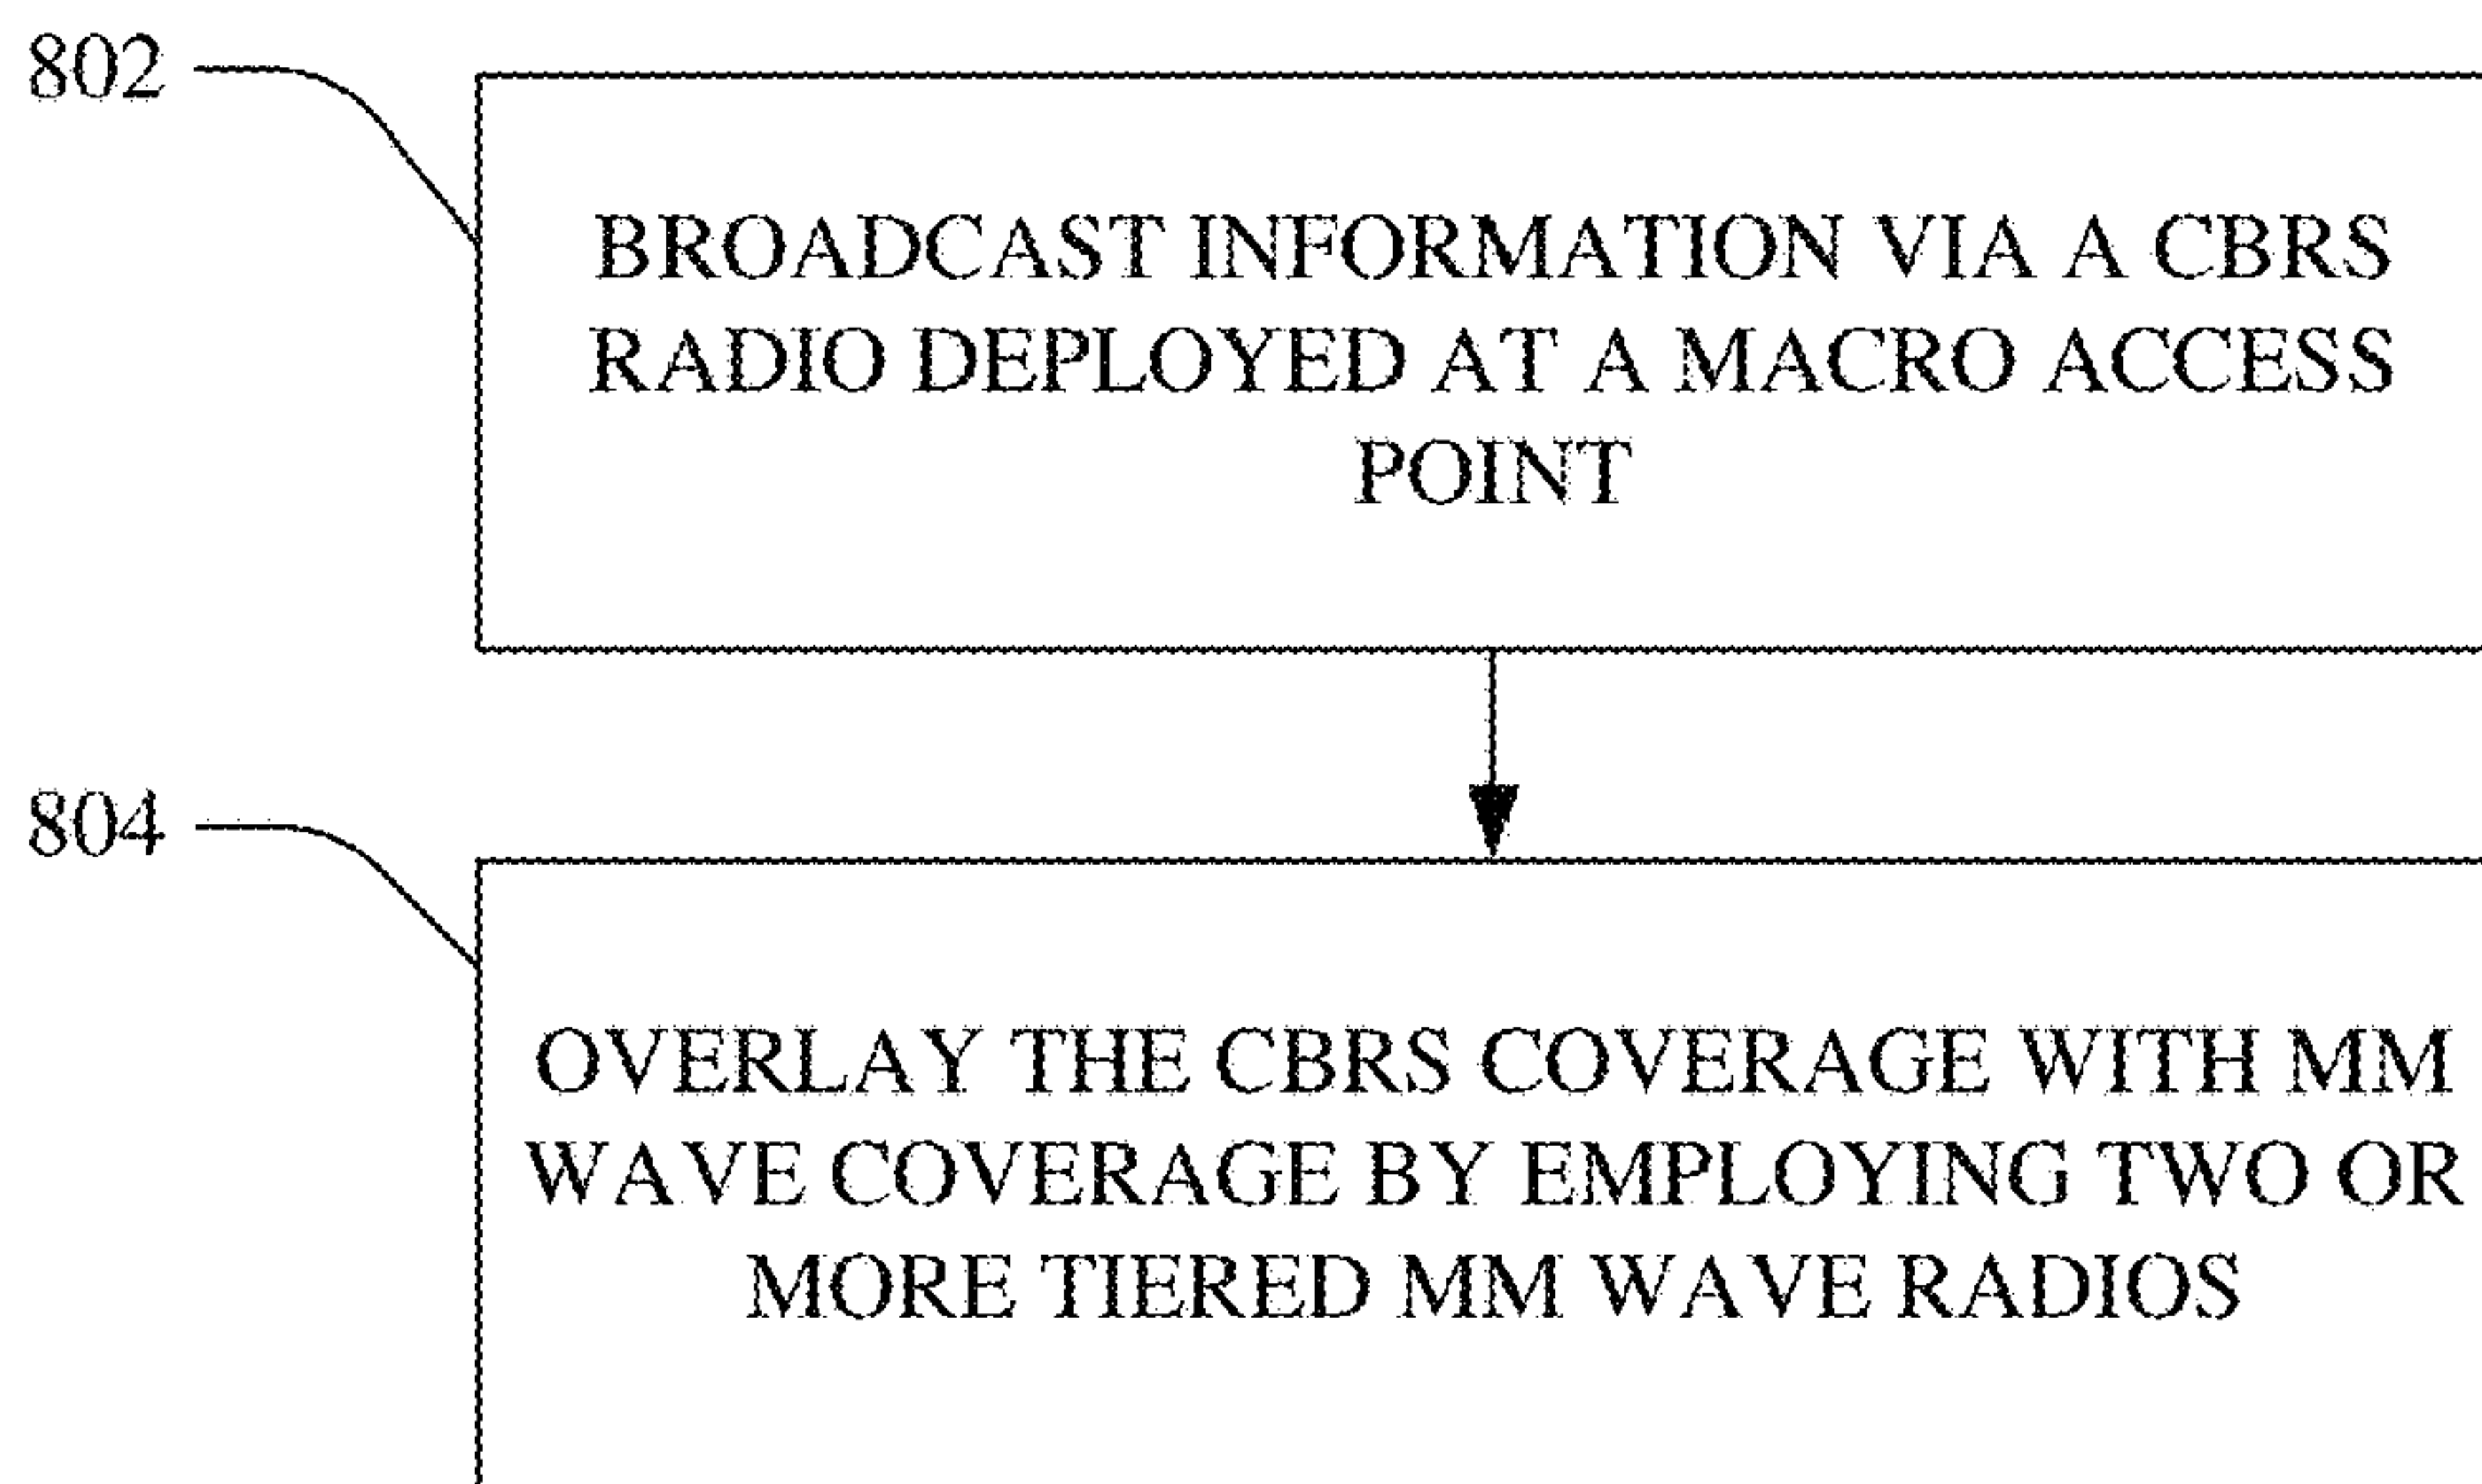 802
BROADCAST INFORMATION VIA A CBRS
RADIO DEPLOYED AT A MACRO ACCESS
POINT
804
OVERLAY THE CBRS COVERAGE WITH MM
WAVE COVERAGE BY EMPLOYING TWO OR
MORE TIERED MM WAVE RADIOS